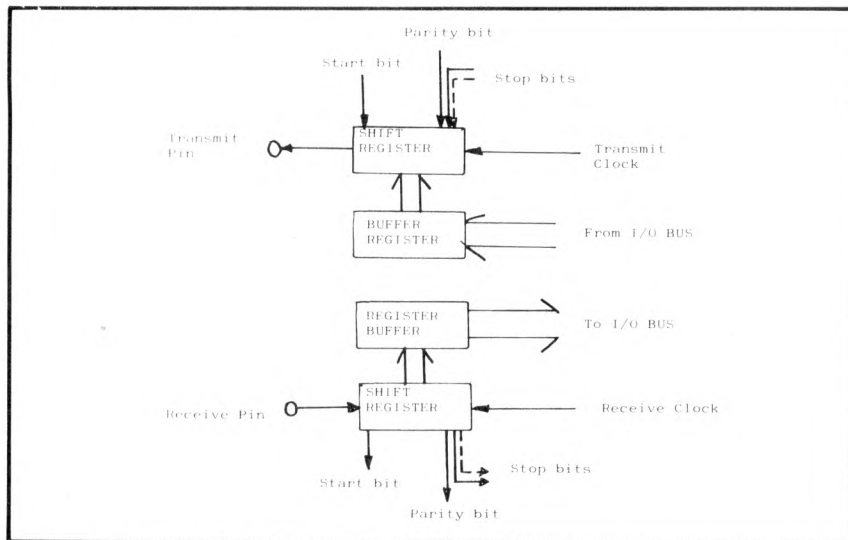 Parity bit
Start bit
Stop bits
Transmit
Pin
SHIFT
REGISTER
Transmit
Clock
BUFFER
REGISTER
From I/O BUS
REGISTER
BUFFER
To I/O BUS
Receive Pin
SHIFT
REGISTER
Receive Clock
Start bit
Stop bits
Parity bit